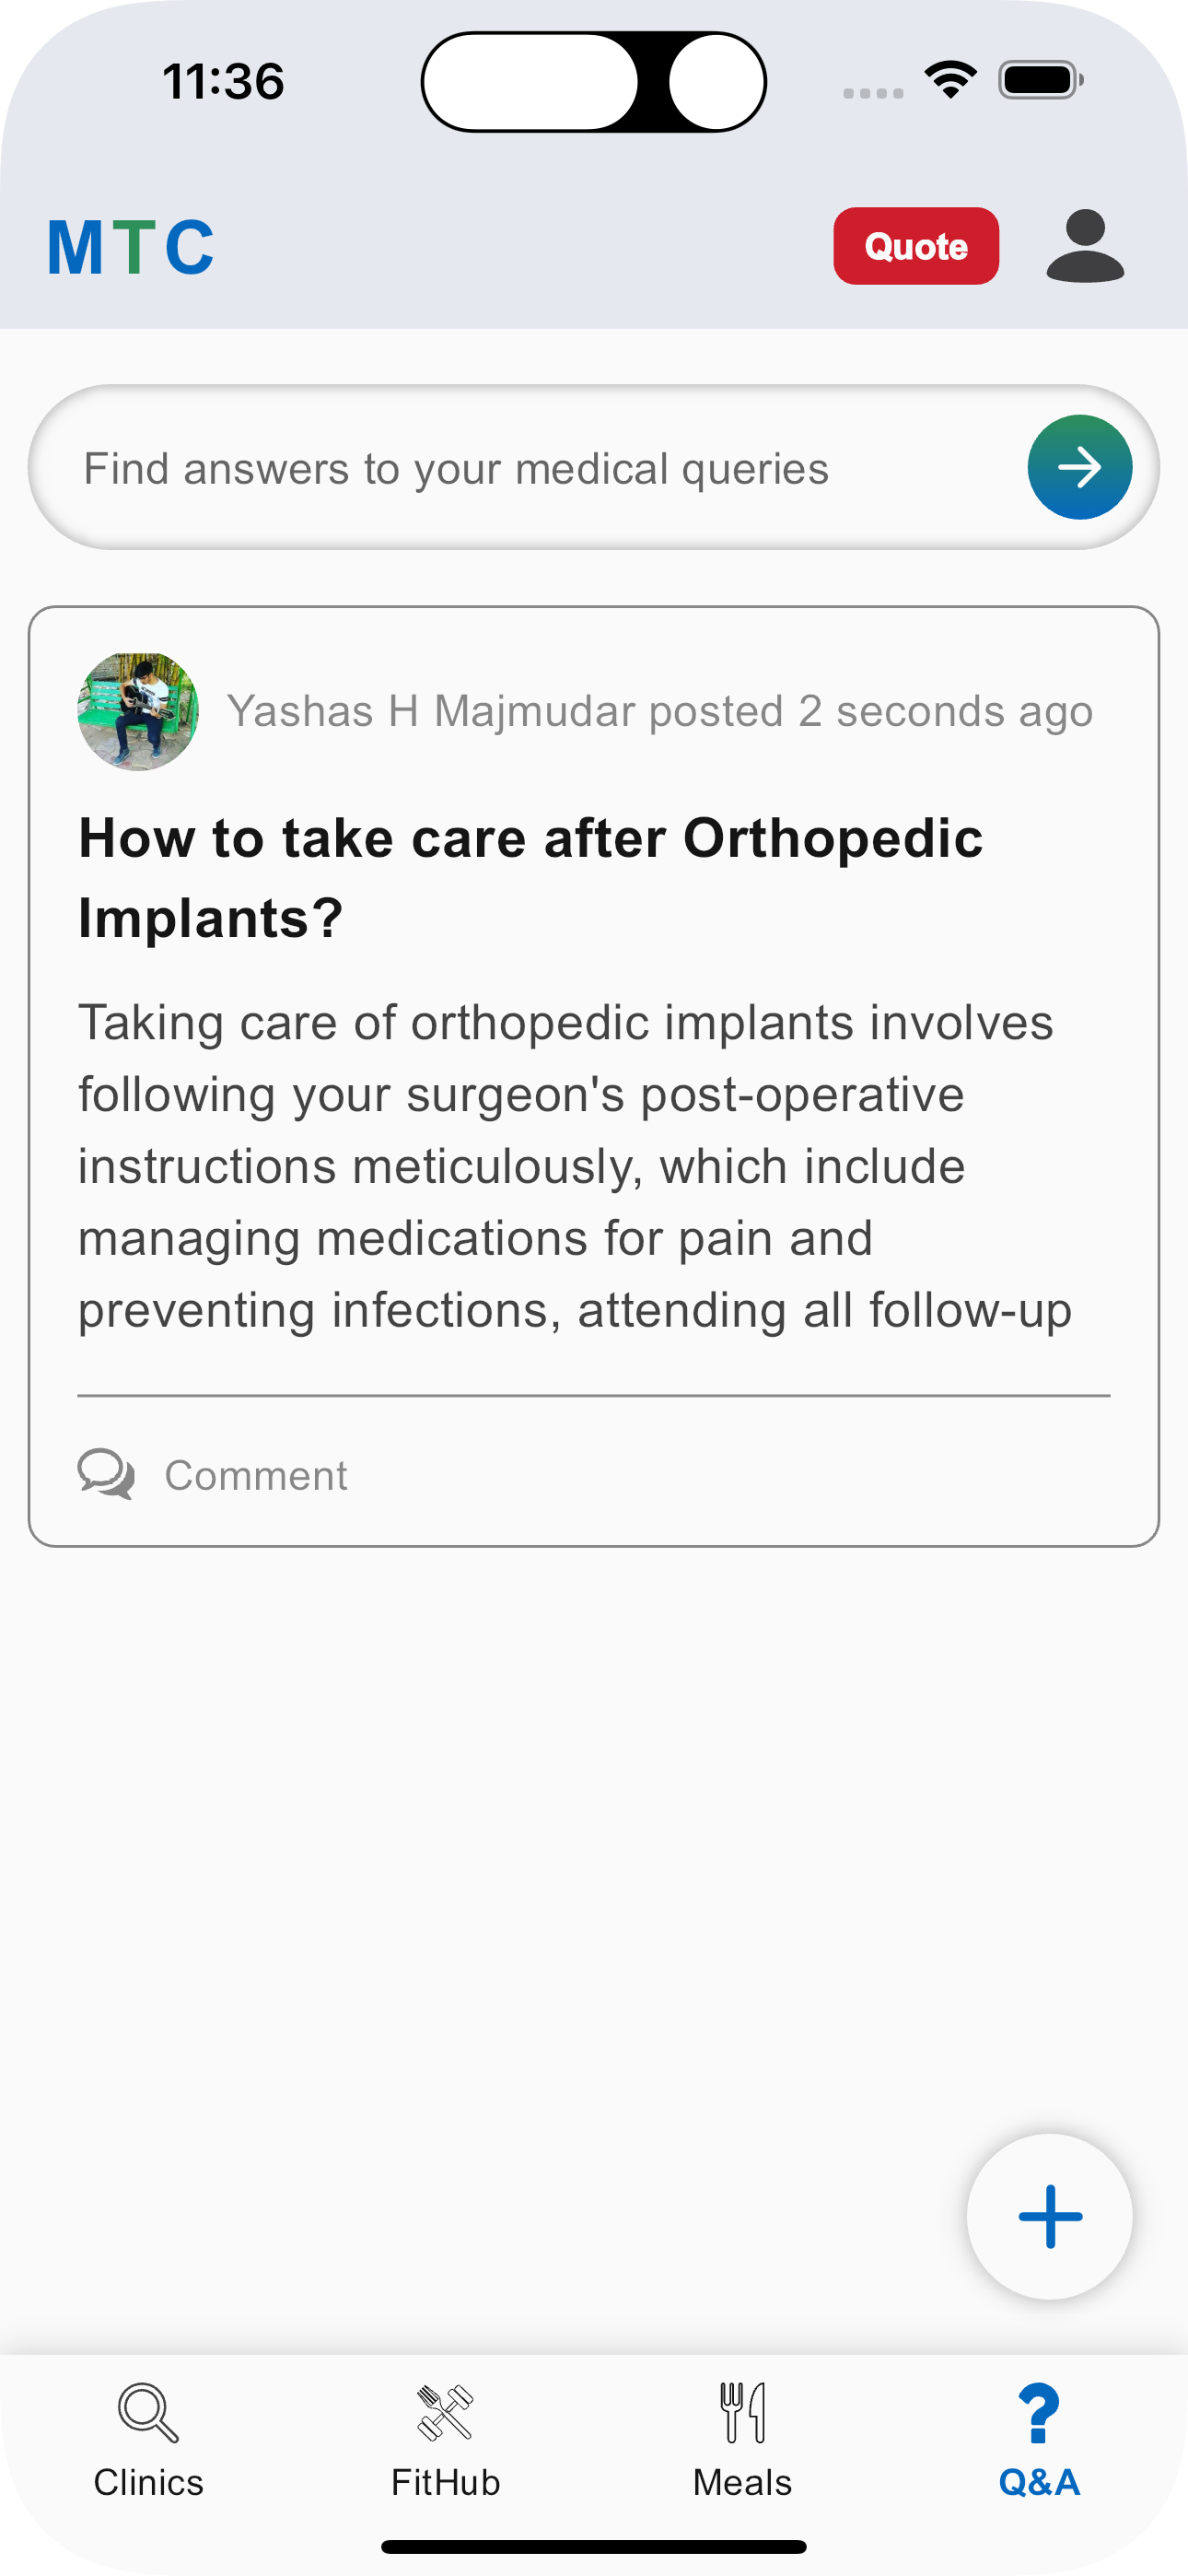 11:36
MTC
Quote
Find answers to your medical queries
Yashas H Majmudar posted 2 seconds ago
How to take care after Orthopedic
Implants?
Taking care of orthopedic implants involves
following your surgeon's post-operative
instructions meticulously, which include
managing medications for pain and
preventing infections, attending all follow-up
Comment
Clinics
FitHub
Meals
Q&A